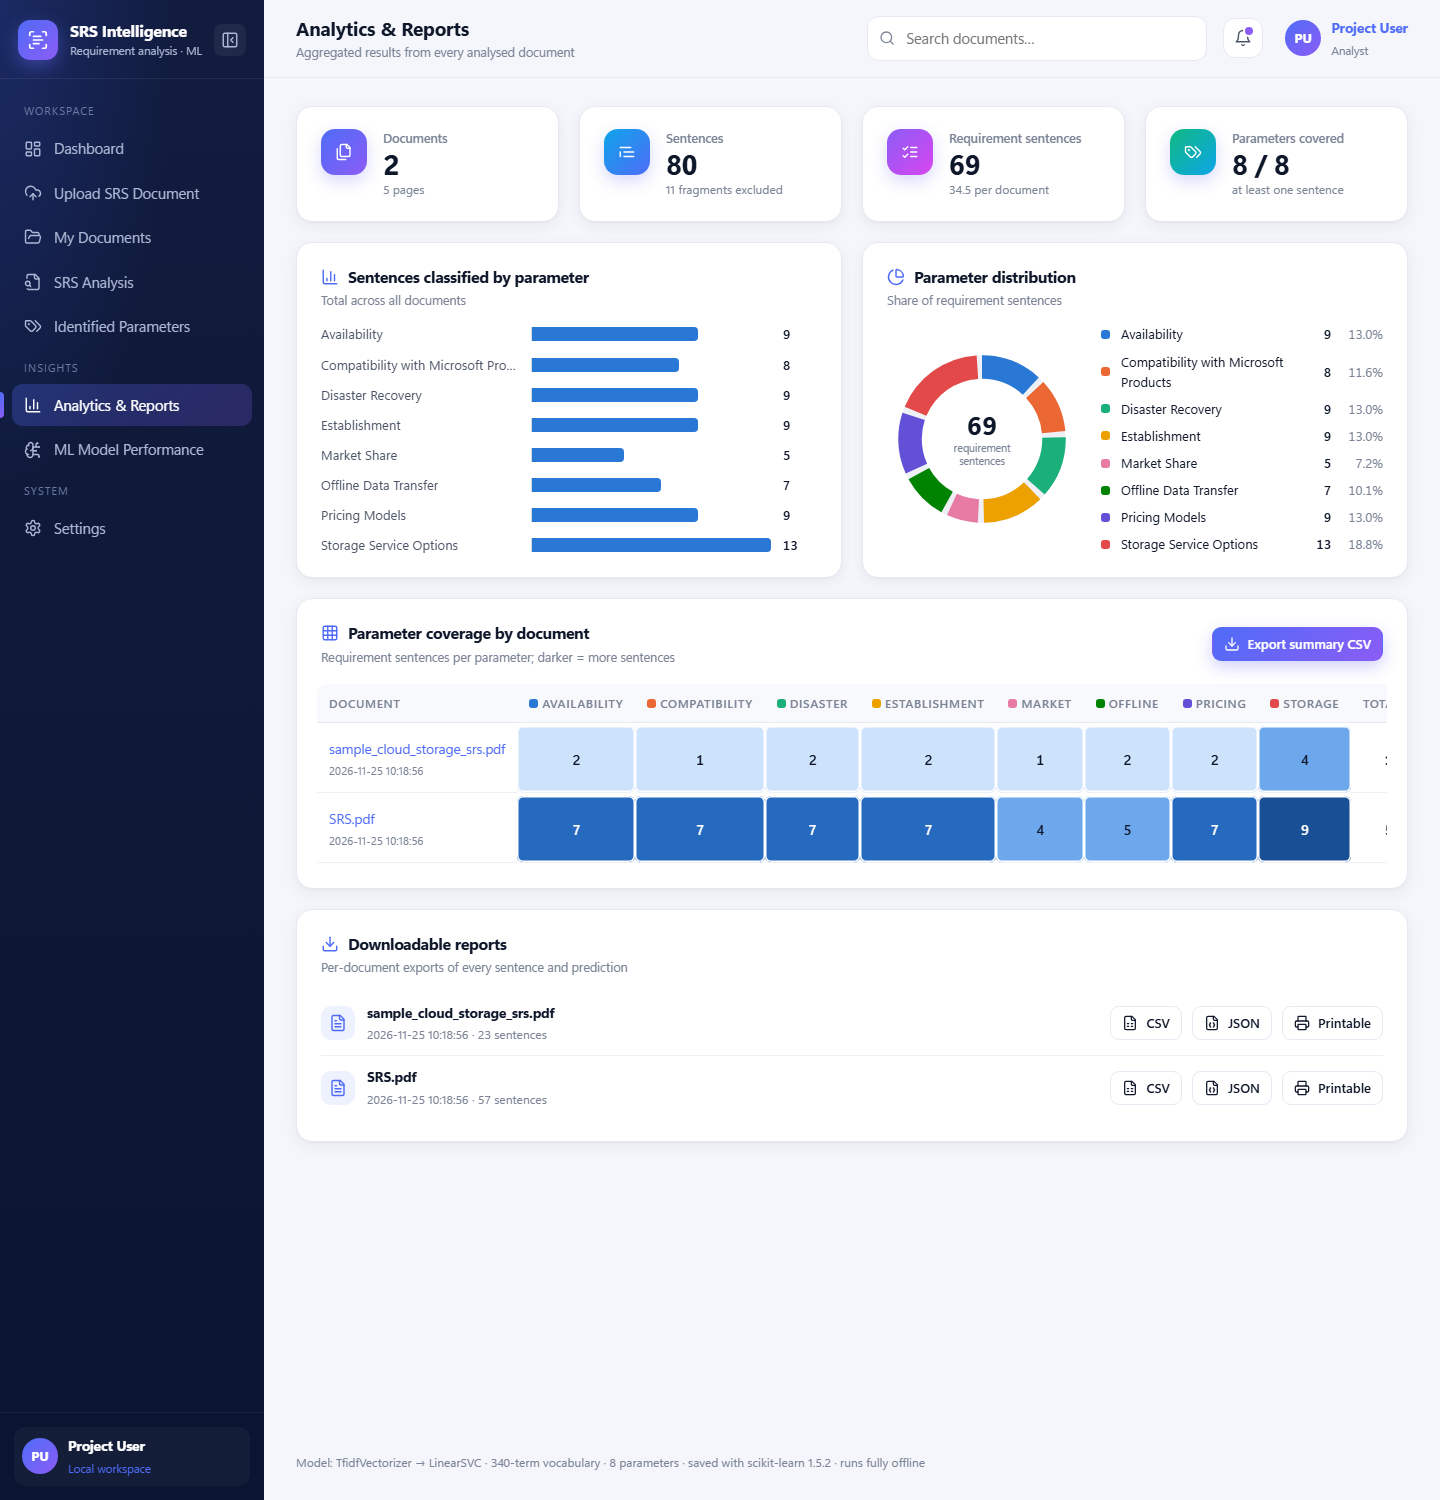 SRS Intelligence
Requirement analysis · ML
WORKSPACE
Dashboard
Upload SRS Document
My Documents
SRS Analysis
Identified Parameters
INSIGHTS
Analytics & Reports
ML Model Performance
SYSTEM
Settings
PU
Project User
Local workspace
Analytics & Reports
Aggregated results from every analysed document
Search documents...
PU
Project User
Analyst
Documents
2
5 pages
Sentences
80
11 fragments excluded
Requirement sentences
69
34.5 per document
Parameters covered
8 / 8
at least one sentence
Sentences classified by parameter
Total across all documents
Availability 9
Compatibility with Microsoft Pro... 8
Disaster Recovery 9
Establishment 9
Market Share 5
Offline Data Transfer 7
Pricing Models 9
Storage Service Options 13
Parameter distribution
Share of requirement sentences
69
requirement
sentences
Availability 9 13.0%
Compatibility with Microsoft
Products 8 11.6%
Disaster Recovery 9 13.0%
Establishment 9 13.0%
Market Share 5 7.2%
Offline Data Transfer 7 10.1%
Pricing Models 9 13.0%
Storage Service Options 13 18.8%
Parameter coverage by document
Requirement sentences per parameter; darker = more sentences
Export summary CSV
DOCUMENT AVAILABILITY COMPATIBILITY DISASTER ESTABLISHMENT MARKET OFFLINE PRICING STORAGE
sample_cloud_storage_srs.pdf 2 1 2 2 1 2 2 4
2026-11-25 10:18:56
SRS.pdf 7 7 7 7 4 5 7 9
2026-11-25 10:18:56
Downloadable reports
Per-document exports of every sentence and prediction
sample_cloud_storage_srs.pdf
2026-11-25 10:18:56 · 23 sentences
CSV JSON Printable
SRS.pdf
2026-11-25 10:18:56 · 57 sentences
CSV JSON Printable
Model: TfidfVectorizer → LinearSVC · 340-term vocabulary · 8 parameters · saved with scikit-learn 1.5.2 · runs fully offline